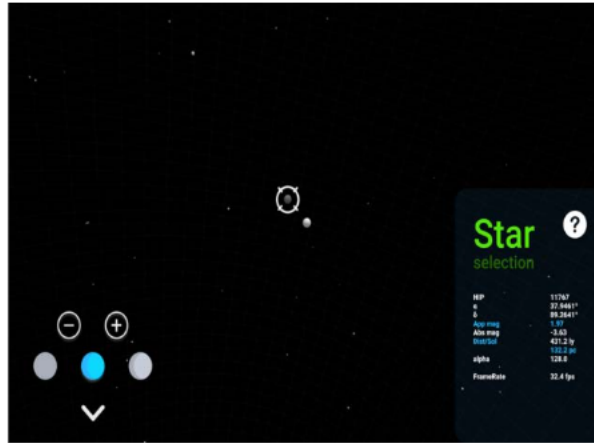 Star
?
selection
HIP 11767
α 37.9461°
δ 89.2641°
App mag 1.97
Abs mag -3.63
Dist/Sol 431.2 ly
132.2 pc
alpha 128.0
FrameRate 32.4 fps